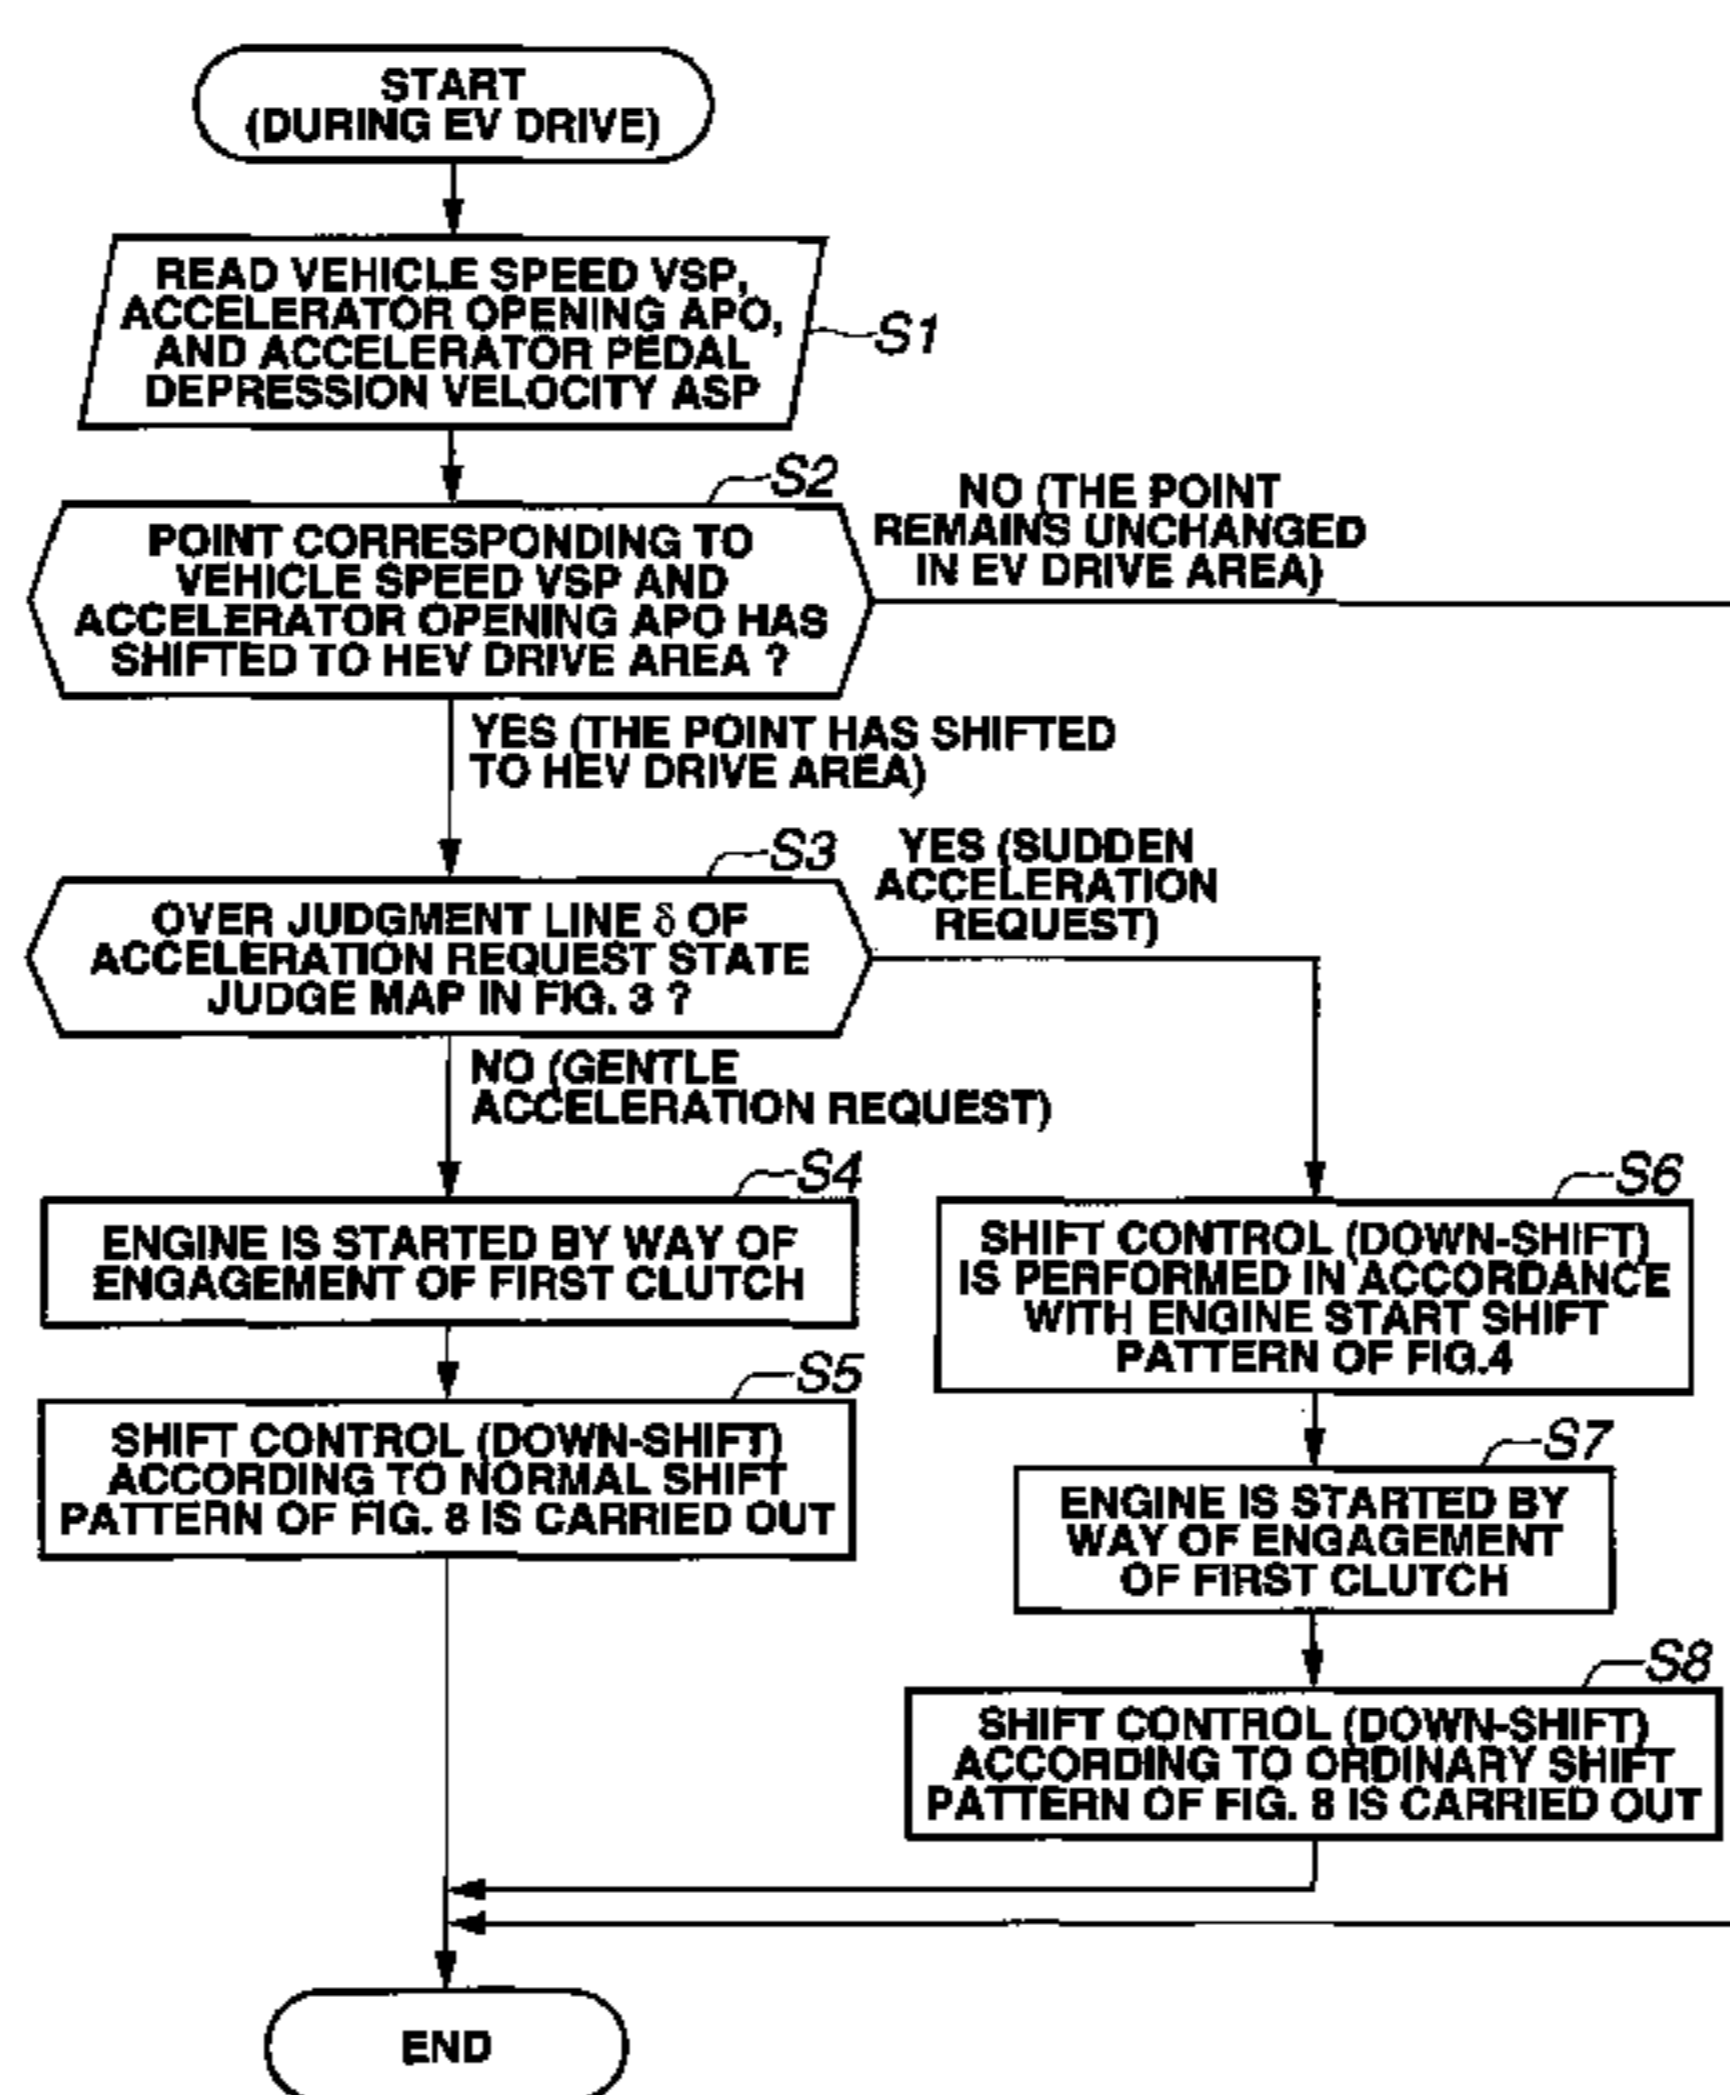 START
(DURING EV DRIVE)
READ VEHICLE SPEED VSP,
ACCELERATOR OPENING APO,
AND ACCELERATOR PEDAL
DEPRESSION VELOCITY ASP
S1
S2
POINT CORRESPONDING TO
VEHICLE SPEED VSP AND
ACCELERATOR OPENING APO HAS
SHIFTED TO HEV DRIVE AREA ?
NO (THE POINT
REMAINS UNCHANGED
IN EV DRIVE AREA)
YES (THE POINT HAS SHIFTED
TO HEV DRIVE AREA)
S3
OVER JUDGMENT LINE δ OF
ACCELERATION REQUEST STATE
JUDGE MAP IN FIG. 3 ?
YES (SUDDEN
ACCELERATION
REQUEST)
NO (GENTLE
ACCELERATION REQUEST)
S4
ENGINE IS STARTED BY WAY OF
ENGAGEMENT OF FIRST CLUTCH
S5
SHIFT CONTROL (DOWN-SHIFT)
ACCORDING TO NORMAL SHIFT
PATTERN OF FIG. 8 IS CARRIED OUT
S6
SHIFT CONTROL (DOWN-SHIFT)
IS PERFORMED IN ACCORDANCE
WITH ENGINE START SHIFT
PATTERN OF FIG.4
S7
ENGINE IS STARTED BY
WAY OF ENGAGEMENT
OF FIRST CLUTCH
S8
SHIFT CONTROL (DOWN-SHIFT)
ACCORDING TO ORDINARY SHIFT
PATTERN OF FIG. 8 IS CARRIED OUT
END